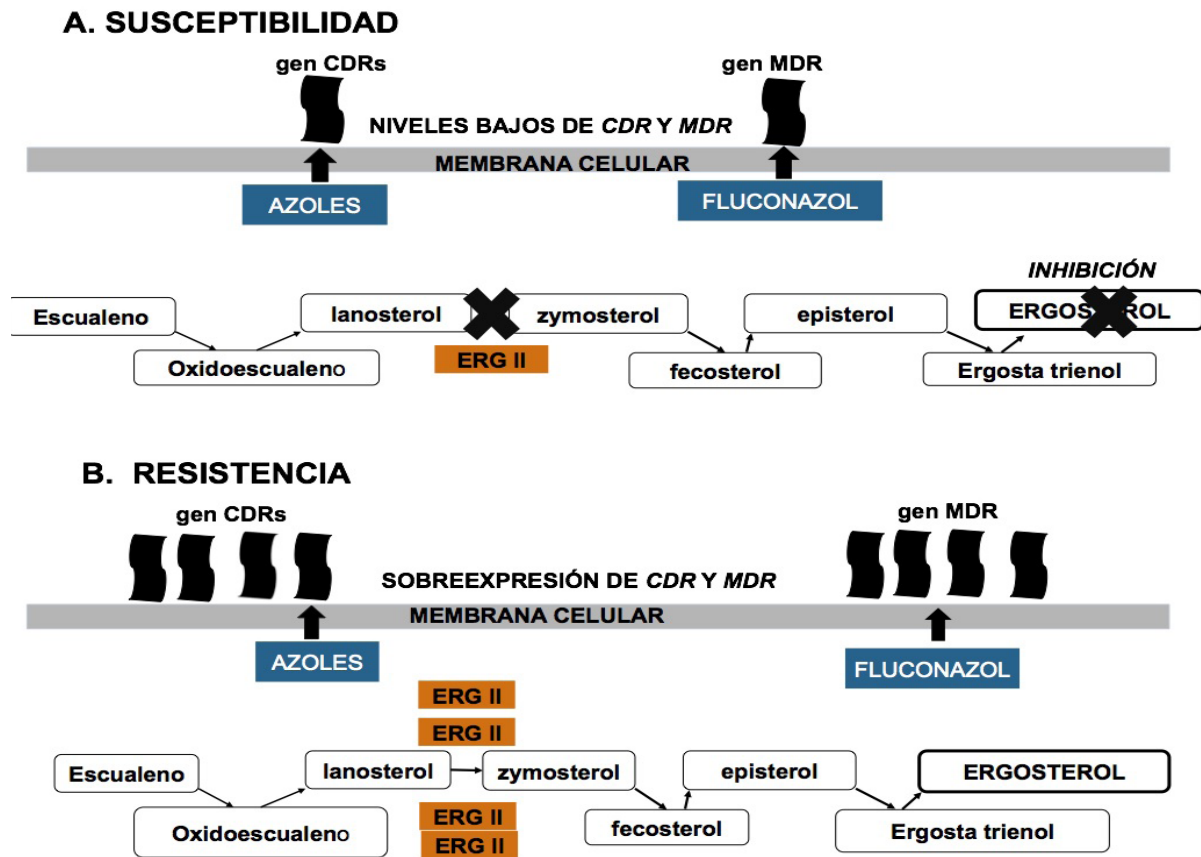 A. SUSCEPTIBILIDAD
gen CDRs
gen MDR
NIVELES BAJOS DE CDR Y MDR
MEMBRANA CELULAR
AZOLES
FLUCONAZOL
INHIBICIÓN
Escualeno
lanosterol
zymosterol
episterol
ERGOSTEROL
Oxidoescualeno
ERG II
fecosterol
Ergosta trienol
B. RESISTENCIA
gen CDRs
gen MDR
SOBREEXPRESIÓN DE CDR Y MDR
MEMBRANA CELULAR
AZOLES
FLUCONAZOL
ERG II
ERG II
Escualeno
lanosterol
zymosterol
episterol
ERGOSTEROL
Oxidoescualeno
ERG II
ERG II
fecosterol
Ergosta trienol